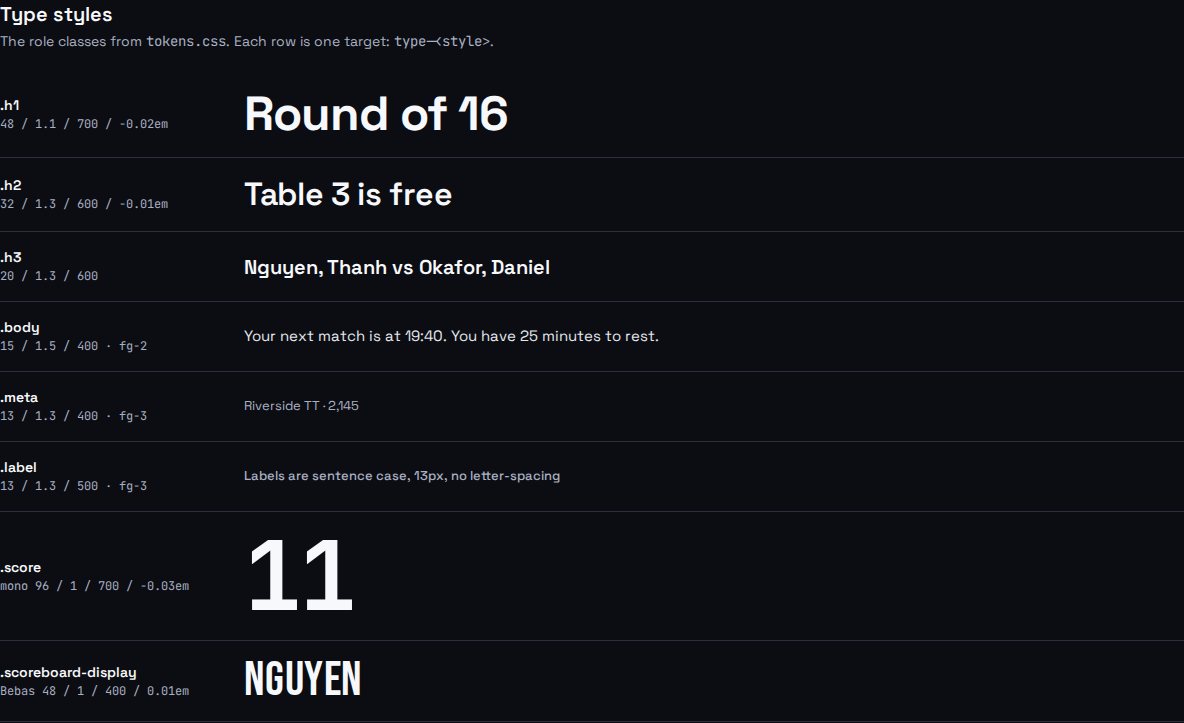 Type styles
The role classes from tokens.css. Each row is one target: type-<style>.
.h1
48 / 1.1 / 700 / -0.02em
Round of 16
.h2
32 / 1.3 / 600 / -0.01em
Table 3 is free
.h3
20 / 1.3 / 600
Nguyen, Thanh vs Okafor, Daniel
.body
15 / 1.5 / 400 · fg-2
Your next match is at 19:40. You have 25 minutes to rest.
.meta
13 / 1.3 / 400 · fg-3
Riverside TT · 2,145
.label
13 / 1.3 / 500 · fg-3
Labels are sentence case, 13px, no letter-spacing
.score
mono 96 / 1 / 700 / -0.03em
11
.scoreboard-display
Bebas 48 / 1 / 400 / 0.01em
NGUYEN